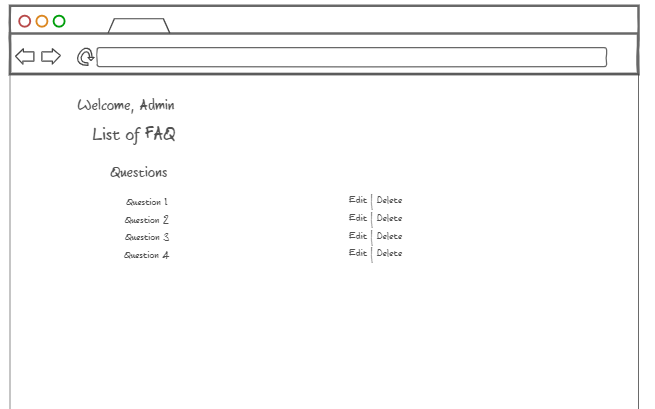 Welcome, Admin
List of FAQ
Questions
Question 1 Edit | Delete
Question 2 Edit | Delete
Question 3 Edit | Delete
Question 4 Edit | Delete